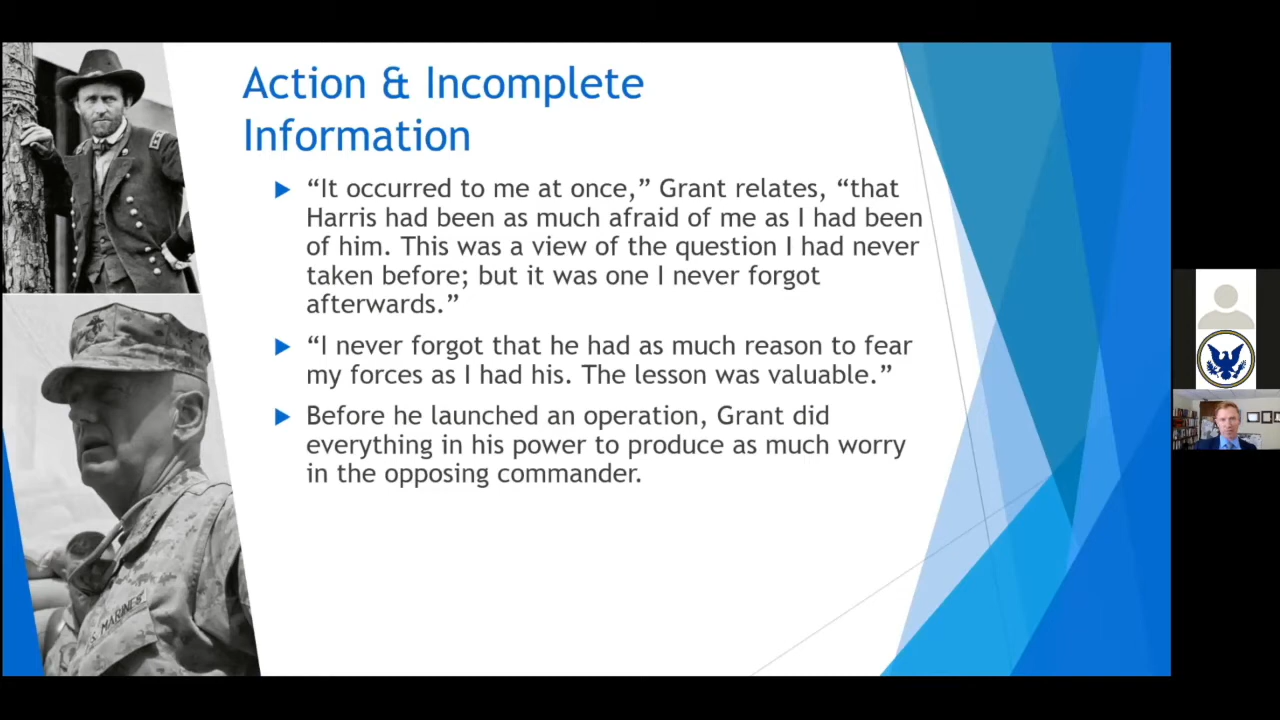 Action & Incomplete
Information
“It occurred to me at once,” Grant relates, “that
Harris had been as much afraid of me as I had been
of him. This was a view of the question I had never
taken before; but it was one I never forgot
afterwards.”
“I never forgot that he had as much reason to fear
my forces as I had his. The lesson was valuable.”
Before he launched an operation, Grant did
everything in his power to produce as much worry
in the opposing commander.
MARINES